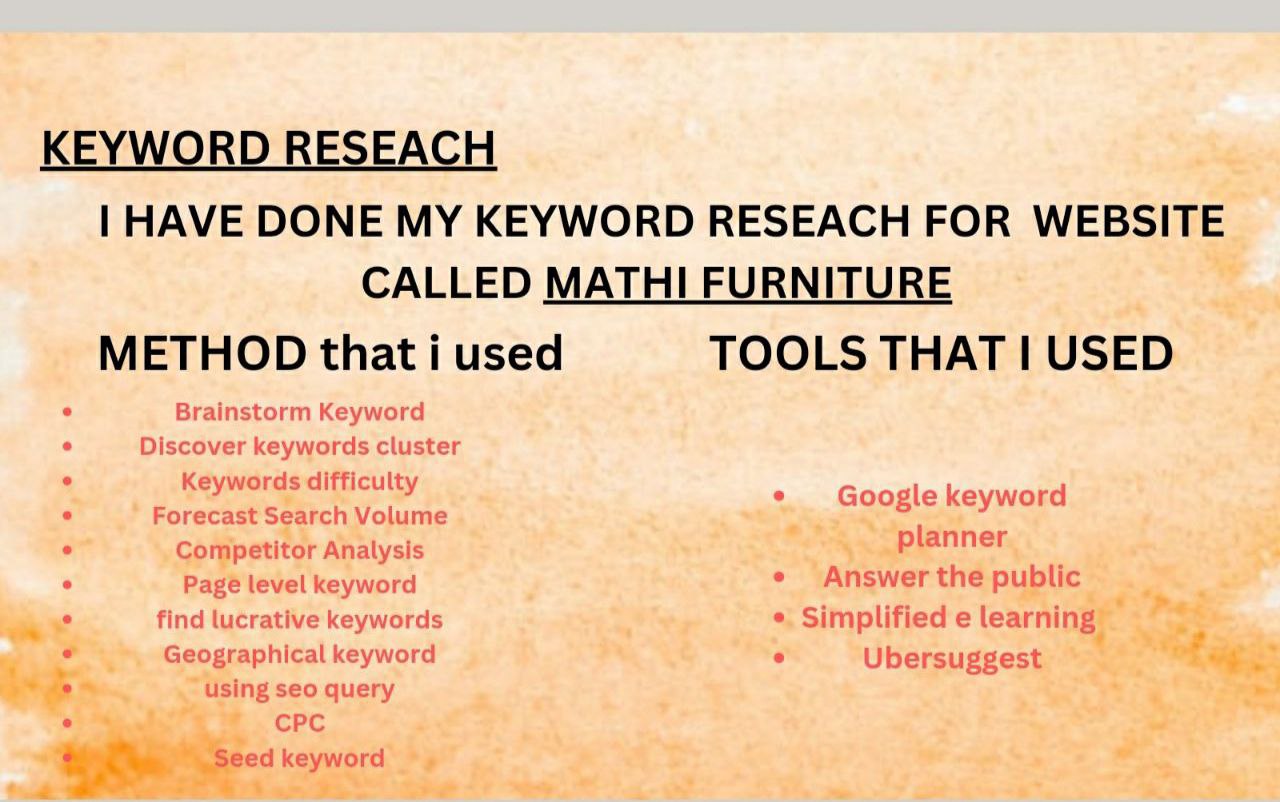 KEYWORD RESEACH
I HAVE DONE MY KEYWORD RESEACH FOR WEBSITE
CALLED MATHI FURNITURE
METHOD that i used
• Brainstorm Keyword
• Discover keywords cluster
• Keywords difficulty
• Forecast Search Volume
• Competitor Analysis
• Page level keyword
• find lucrative keywords
• Geographical keyword
• using seo query
• CPC
• Seed keyword
TOOLS THAT I USED
• Google keyword
planner
• Answer the public
• Simplified e learning
• Ubersuggest